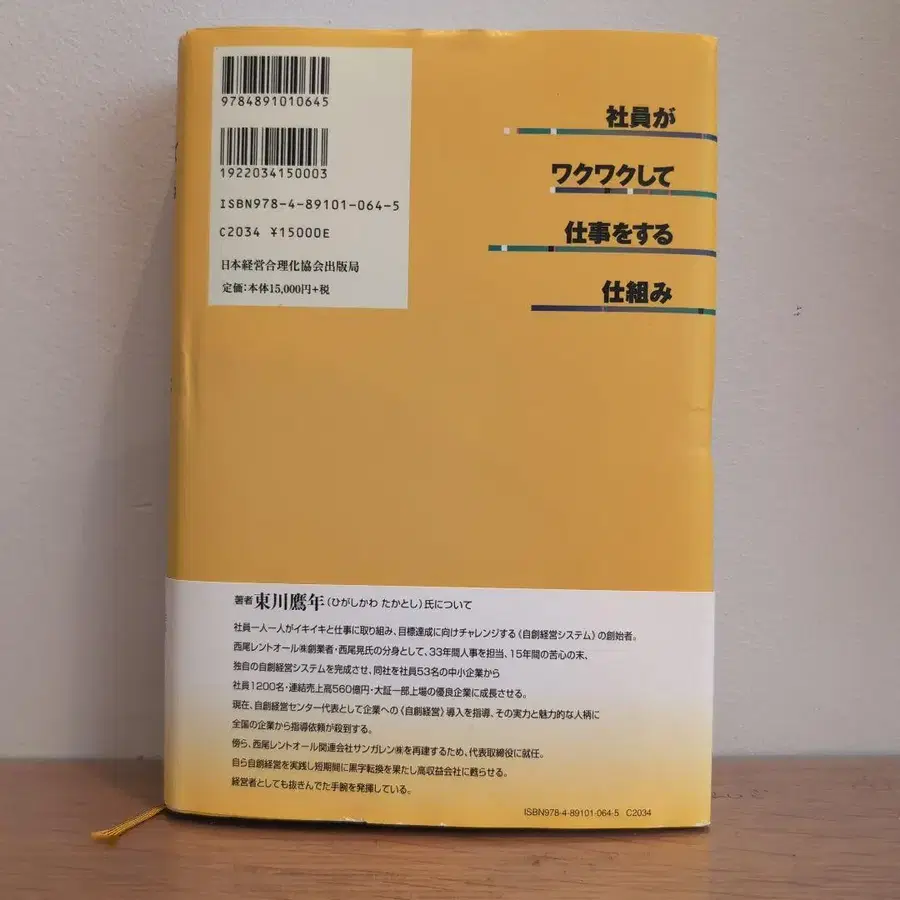 9784891010645
1922034150003
ISBN978-4-89101-064-5
C2034 ¥15000E
日本経営合理化協会出版局
定価:本体15,000円+税
社員が
ワクワクして
仕事をする
仕組み
著者 東川鷹年(ひがしかわ たかとし)氏について
社員一人一人がイキイキと仕事に取り組み、目標達成に向けチャレンジする《自創経営システム》の創始者。
西尾レントオール㈱創業者・西尾晃氏の分身として、33年間人事を担当、15年間の苦心の末、
独自の自創経営システムを完成させ、同社を社員53名の中小企業から
社員1200名・連結売上高560億円・大証一部上場の優良企業に成長させる。
現在、自創経営センター代表として企業への《自創経営》導入を指導、その実力と魅力的な人柄に
全国の企業から指導依頼が殺到する。
傍ら、西尾レントオール関連会社サンガレン㈱を再建するため、代表取締役に就任。
自ら自創経営を実践し短期間に黒字転換を果たし高収益会社に甦らせる。
経営者としても抜きんでた手腕を発揮している。
ISBN978-4-89101-064-5 C2034